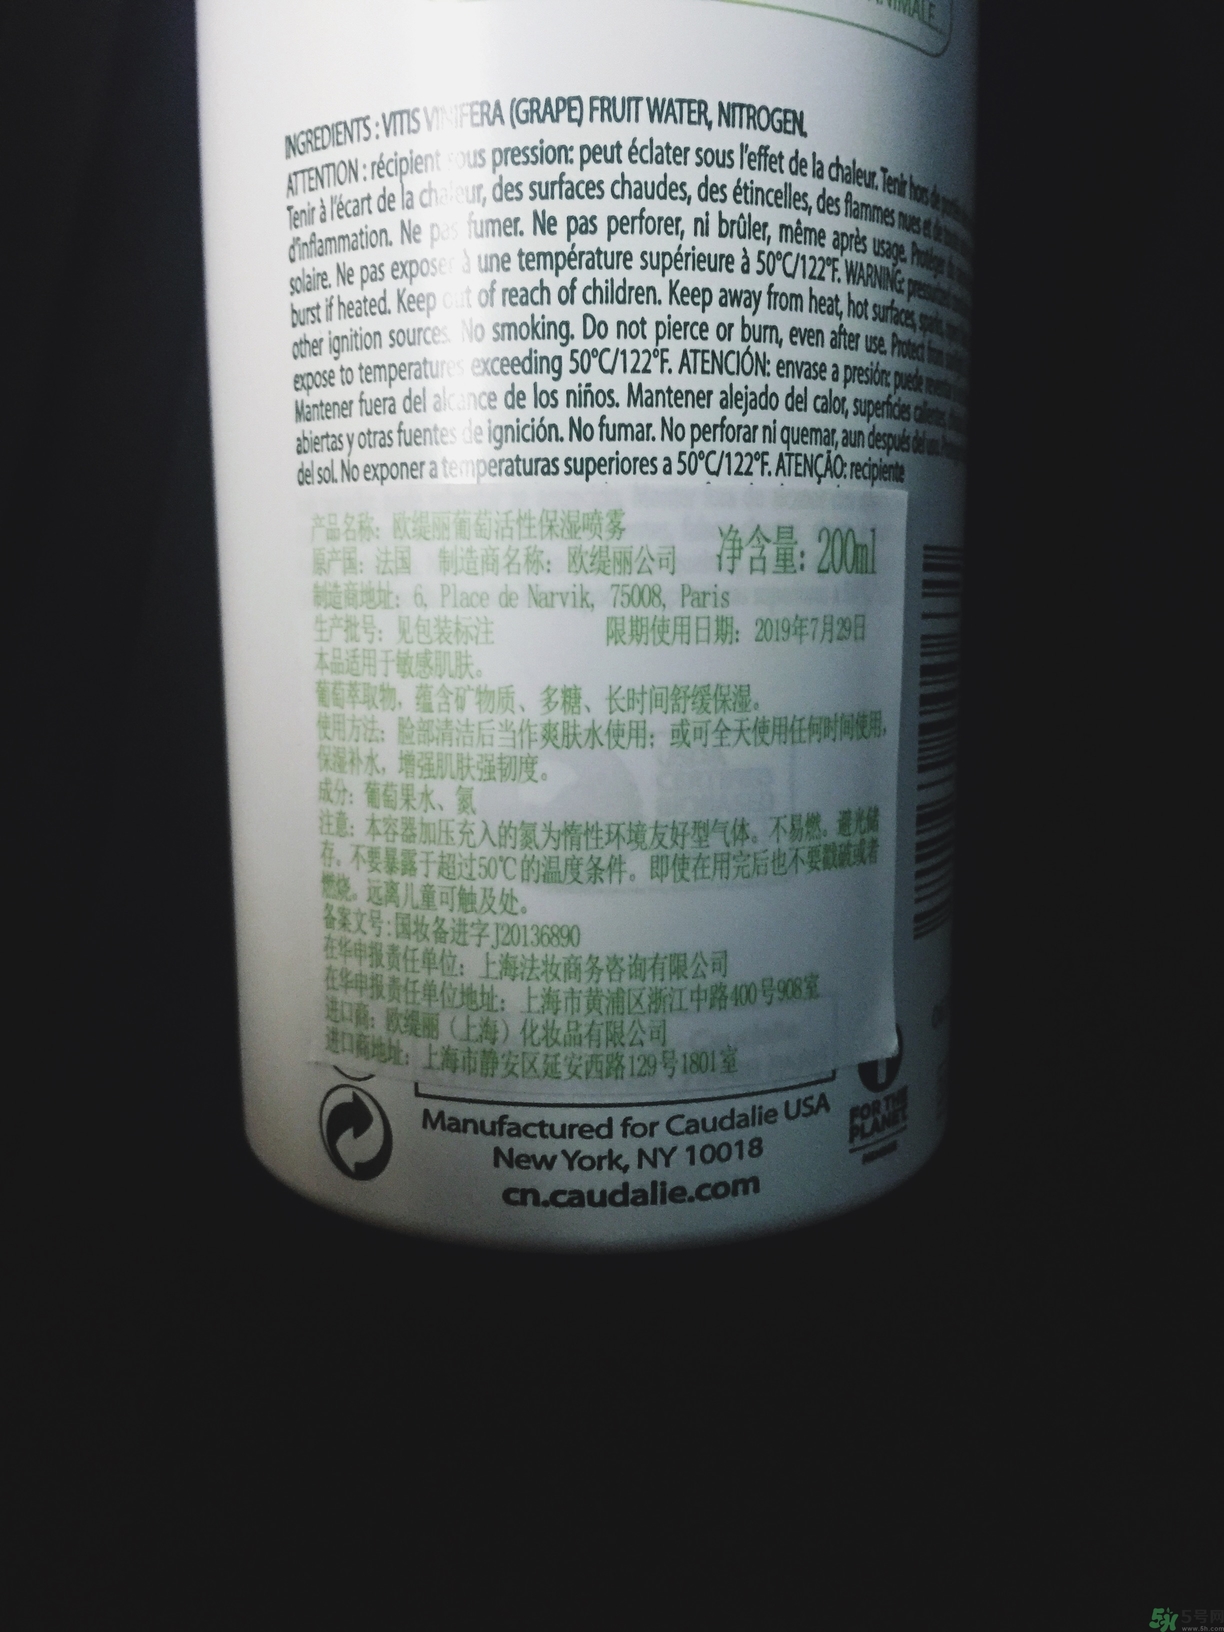 ANIMALE
INGREDIENTS : VITIS VINIFERA (GRAPE) FRUIT WATER, NITROGEN.
ATTENTION : récipient sous pression: peut éclater sous l'effet de la chaleur. Tenir hors de
Tenir à l'écart de la chaleur, des surfaces chaudes, des étincelles, des flammes nues et de
d'inflammation. Ne pas fumer. Ne pas perforer, ni brûler, même après usage. Protéger du
solaire. Ne pas exposer à une température supérieure à 50°C/122°F. WARNING: pressurized
burst if heated. Keep out of reach of children. Keep away from heat, hot surfaces, sparks,
other ignition sources. No smoking. Do not pierce or burn, even after use. Protect from
expose to temperatures exceeding 50°C/122°F. ATENCIÓN: envase a presión: puede
Mantener fuera del alcance de los niños. Mantener alejado del calor, superficies calientes,
abiertas y otras fuentes de ignición. No fumar. No perforar ni quemar, aun después del uso.
del sol. No exponer a temperaturas superiores a 50°C/122°F. ATENÇÃO: recipiente
产品名称: 欧缇丽葡萄活性保湿喷雾
原产国: 法国 制造商名称: 欧缇丽公司 净含量: 200ml
制造商地址: 6, Place de Narvik, 75008, Paris
生产批号: 见包装标注 限期使用日期: 2019年7月29日
本品适用于敏感肌肤。
葡萄萃取物, 蕴含矿物质、多糖、长时间舒缓保湿。
使用方法: 脸部清洁后当作爽肤水使用; 或可全天使用任何时间使用,
保湿补水, 增强肌肤强韧度。
成分: 葡萄果水、氮
注意: 本容器加压充入的氮为惰性环境友好型气体。不易燃。避光储
存。不要暴露于超过50℃的温度条件。即使在用完后也不要戳破或者
燃烧。远离儿童可触及处。
备案文号: 国妆备进字J20136890
在华申报责任单位: 上海法妆商务咨询有限公司
在华申报责任单位地址: 上海市黄浦区浙江中路400号908室
进口商: 欧缇丽（上海）化妆品有限公司
进口商地址: 上海市静安区延安西路129号1801室
FOR THE
PLANET
Manufactured for Caudalie USA
New York, NY 10018
cn.caudalie.com
5号网
www.5h.com